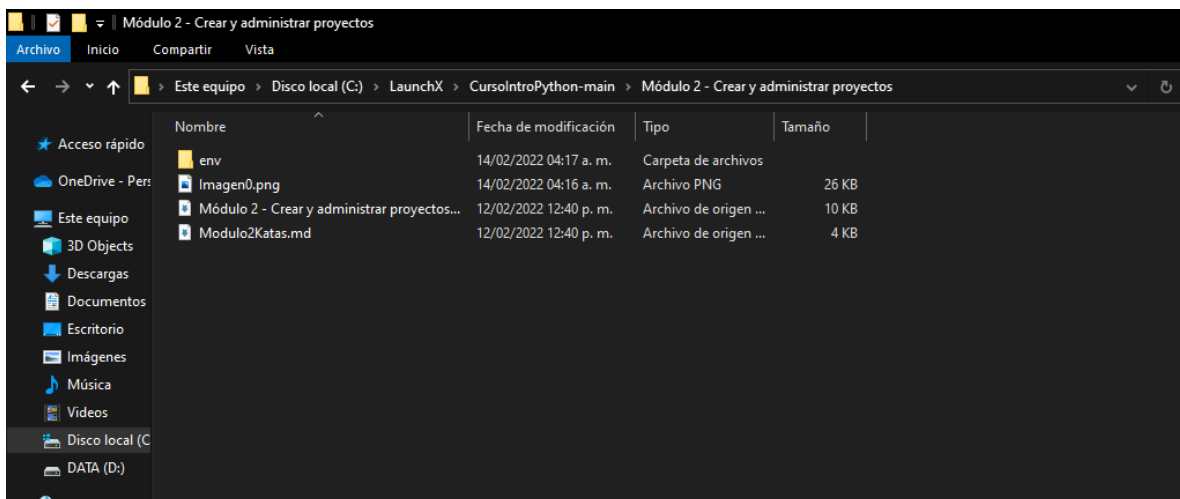 Módulo 2 - Crear y administrar proyectos
Archivo Inicio Compartir Vista
Este equipo > Disco local (C:) > LaunchX > CursoIntroPython-main > Módulo 2 - Crear y administrar proyectos
Nombre Fecha de modificación Tipo Tamaño
Acceso rápido
OneDrive - Pers
Este equipo
3D Objects
Descargas
Documentos
Escritorio
Imágenes
Música
Videos
Disco local (C
DATA (D:)
env 14/02/2022 04:17 a. m. Carpeta de archivos
Imagen0.png 14/02/2022 04:16 a. m. Archivo PNG 26 KB
Módulo 2 - Crear y administrar proyectos... 12/02/2022 12:40 p. m. Archivo de origen ... 10 KB
Modulo2Katas.md 12/02/2022 12:40 p. m. Archivo de origen ... 4 KB